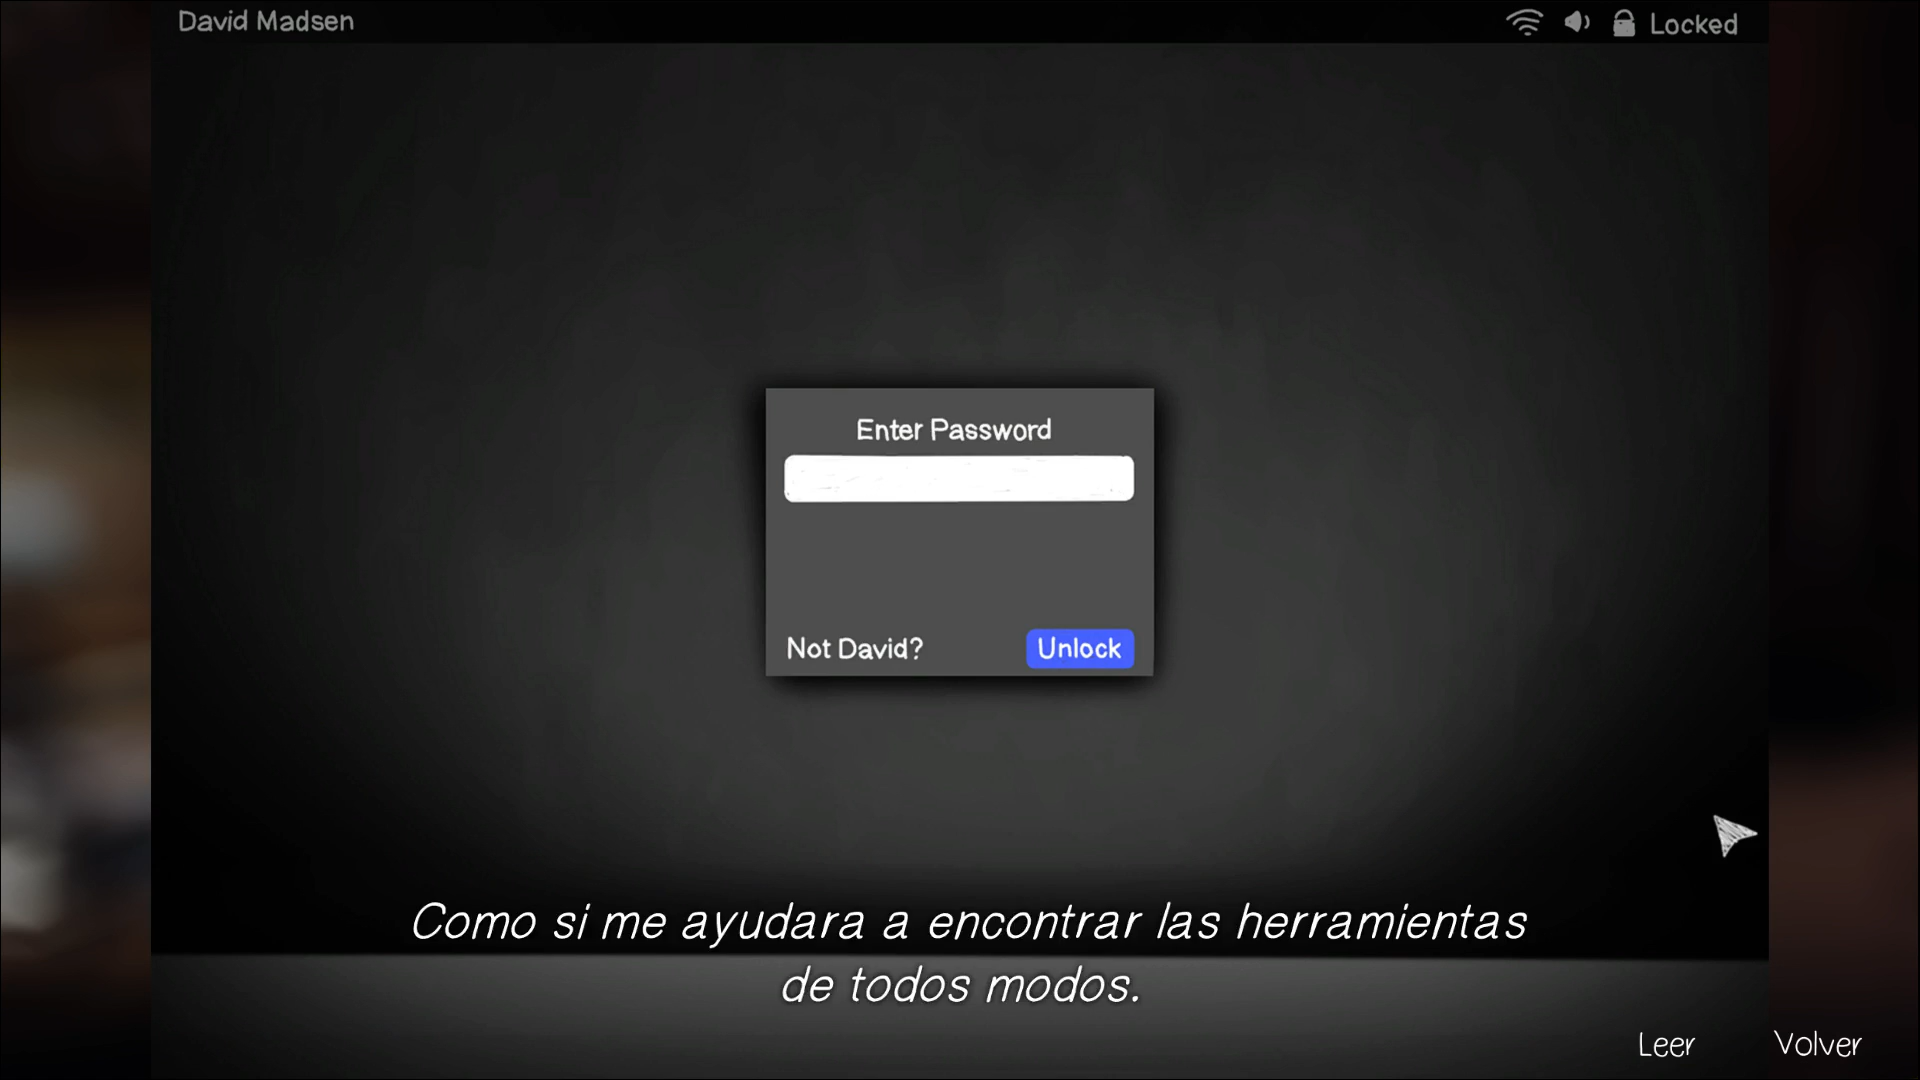 David Madsen
Locked
Enter Password
Not David?
Unlock
Como si me ayudara a encontrar las herramientas
de todos modos.
Leer
Volver